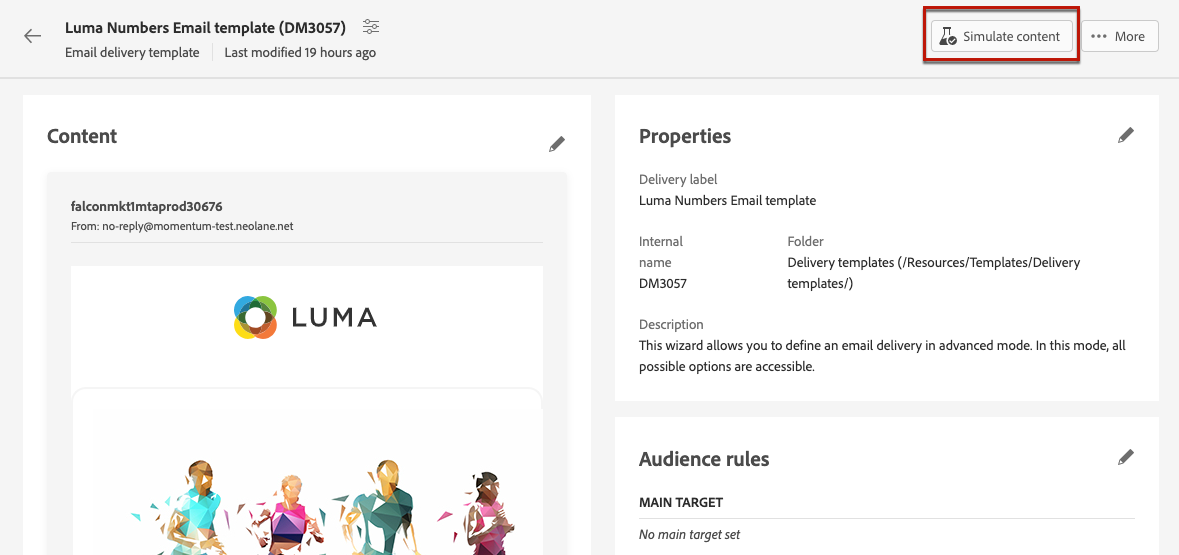 Luma Numbers Email template (DM3057)
Email delivery template
Last modified 19 hours ago
Simulate content
More
Content
falconmkt1mtaprod30676
From: no-reply@momentum-test.neolane.net
LUMA
Properties
Delivery label
Luma Numbers Email template
Internal
name
DM3057
Folder
Delivery templates (/Resources/Templates/Delivery
templates/)
Description
This wizard allows you to define an email delivery in advanced mode. In this mode, all
possible options are accessible.
Audience rules
MAIN TARGET
No main target set